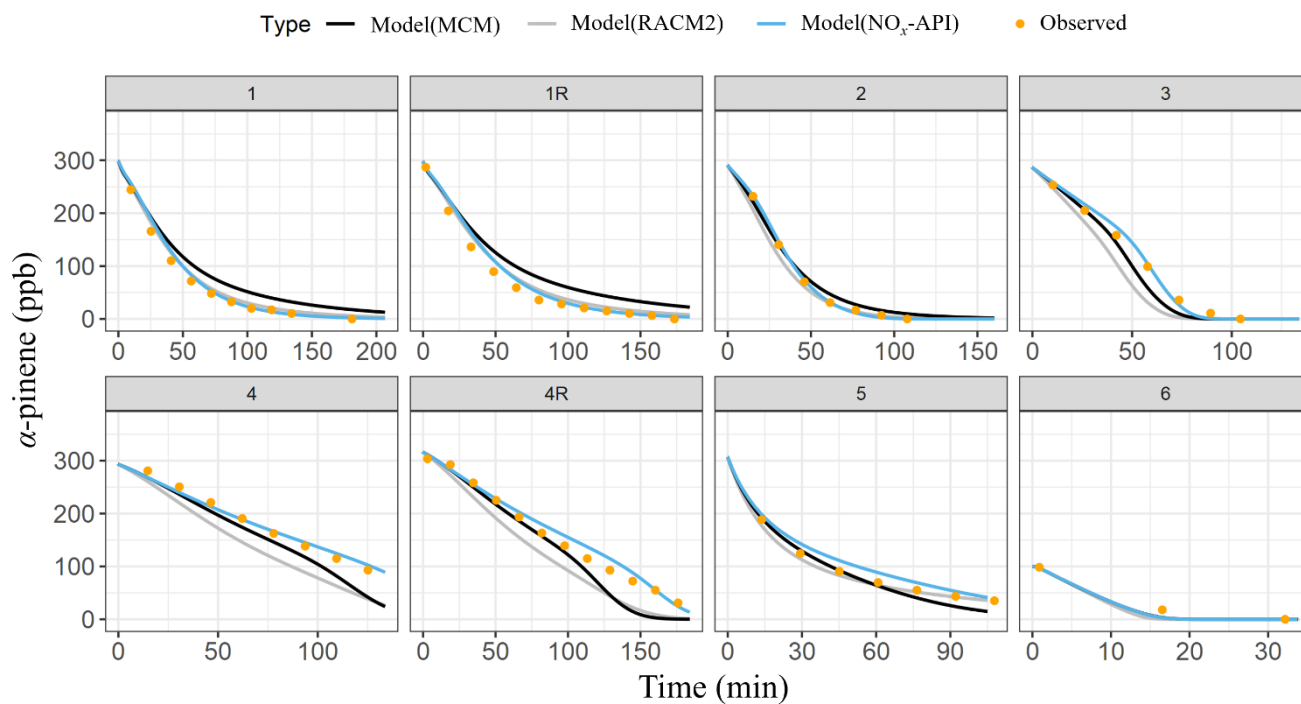 Type Model(MCM) Model(RACM2) Model(NOx-API) Observed
1 1R 2 3
300
200
100
0
0 50 100 150 200 0 50 100 150 0 50 100 150 0 50 100
4 4R 5 6
300
200
100
0
0 50 100 0 50 100 150 0 30 60 90 0 10 20 30
α-pinene (ppb)
Time (min)